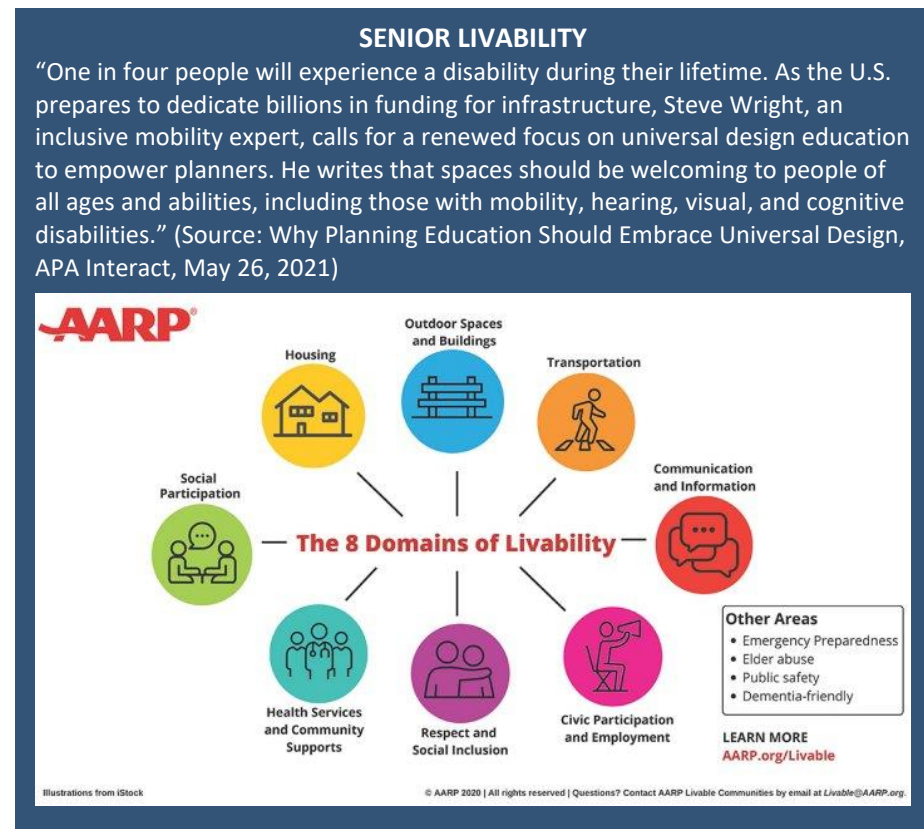 SENIOR LIVABILITY
“One in four people will experience a disability during their lifetime. As the U.S.
prepares to dedicate billions in funding for infrastructure, Steve Wright, an
inclusive mobility expert, calls for a renewed focus on universal design education
to empower planners. He writes that spaces should be welcoming to people of
all ages and abilities, including those with mobility, hearing, visual, and cognitive
disabilities.” (Source: Why Planning Education Should Embrace Universal Design,
APA Interact, May 26, 2021)
AARP®
Outdoor Spaces
and Buildings
Housing
Transportation
Social
Participation
Communication
and Information
The 8 Domains of Livability
Health Services
and Community
Supports
Respect and
Social Inclusion
Civic Participation
and Employment
Other Areas
• Emergency Preparedness
• Elder abuse
• Public safety
• Dementia-friendly
LEARN MORE
AARP.org/Livable
Illustrations from iStock
© AARP 2020 | All rights reserved | Questions? Contact AARP Livable Communities by email at Livable@AARP.org.